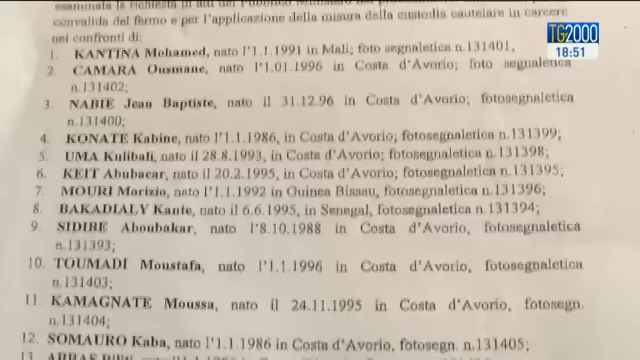 esaminata la richiesta in atti del Pubblico Ministero
convalida del fermo e per l'applicazione della misura della custodia cautelare in carcere
nei confronti di:
1. KANTINA Mohamed, nato l'1.1.1991 in Mali; foto segnaletica n.131401,
2. CAMARA Ousmane, nato l'1.01.1996 in Costa d'Avorio; foto segnaletica
n.131402;
3. NABIE Jean Baptiste, nato il 31.12.96 in Costa d'Avorio; fotosegnaletica
n.131400;
4. KONATE Kabine, nato l'1.1.1986, in Costa d'Avorio; fotosegnaletica n.131399;
5. UMA Kulibali, nato il 28.8.1993, in Costa d'Avorio; fotosegnaletica n.131398;
6. KEIT Abubacar, nato il 20.2.1995, in Costa d'Avorio; fotosegnaletica n.131395;
7. MOURI Morizio, nato l'1.1.1992 in Ouinea Bissau, fotosegnaletica n.131396;
8. BAKADIALY Kante, nato il 6.6.1995, in Senegal, fotosegnaletica n.131394;
9. SIDIBE Aboubakar, nato l'8.10.1988 in Costa d'Avorio, fotosegnaletica
n.131393;
10. TOUMADI Moustafa, nato l'1.1.1996 in Costa d'Avorio, fotosegnaletica
n.131403;
11. KAMAGNATE Moussa, nato il 24.11.1995 in Costa d'Avorio, fotosegn.
n.131404;
12. SOMAURO Kaba, nato l'1.1.1986 in Costa d'Avorio, fotosegn. n.131405;
TG2000
18:51